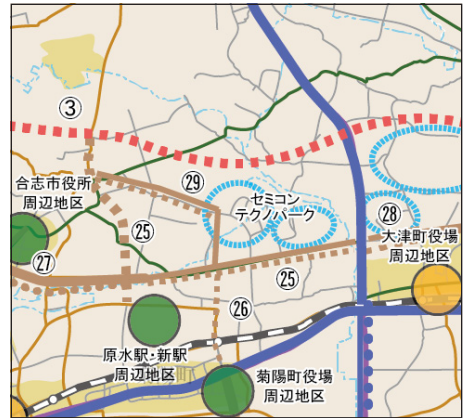 ③
合志市役所
周辺地区
㉙
セミコン
テクノパーク
㉕
㉘
大津町役場
周辺地区
㉗
㉕
㉖
原水駅・新駅
周辺地区
菊陽町役場
周辺地区